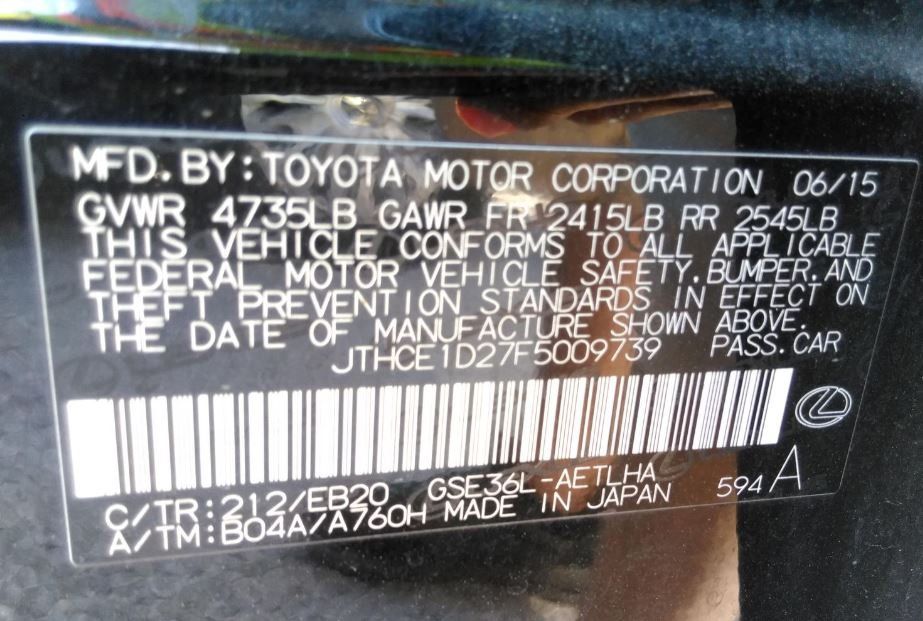 MFD. BY: TOYOTA MOTOR CORPORATION 06/15
GVWR 4735LB GAWR FR 2415LB RR 2545LB
THIS VEHICLE CONFORMS TO ALL APPLICABLE
FEDERAL MOTOR VEHICLE SAFETY, BUMPER, AND
THEFT PREVENTION STANDARDS IN EFFECT ON
THE DATE OF MANUFACTURE SHOWN ABOVE.
JTHCE1D27F5009739 PASS. CAR
C/TR: 212/EB20 GSE36L-AETLHA 594 A
A/TM: B04A/A760H MADE IN JAPAN